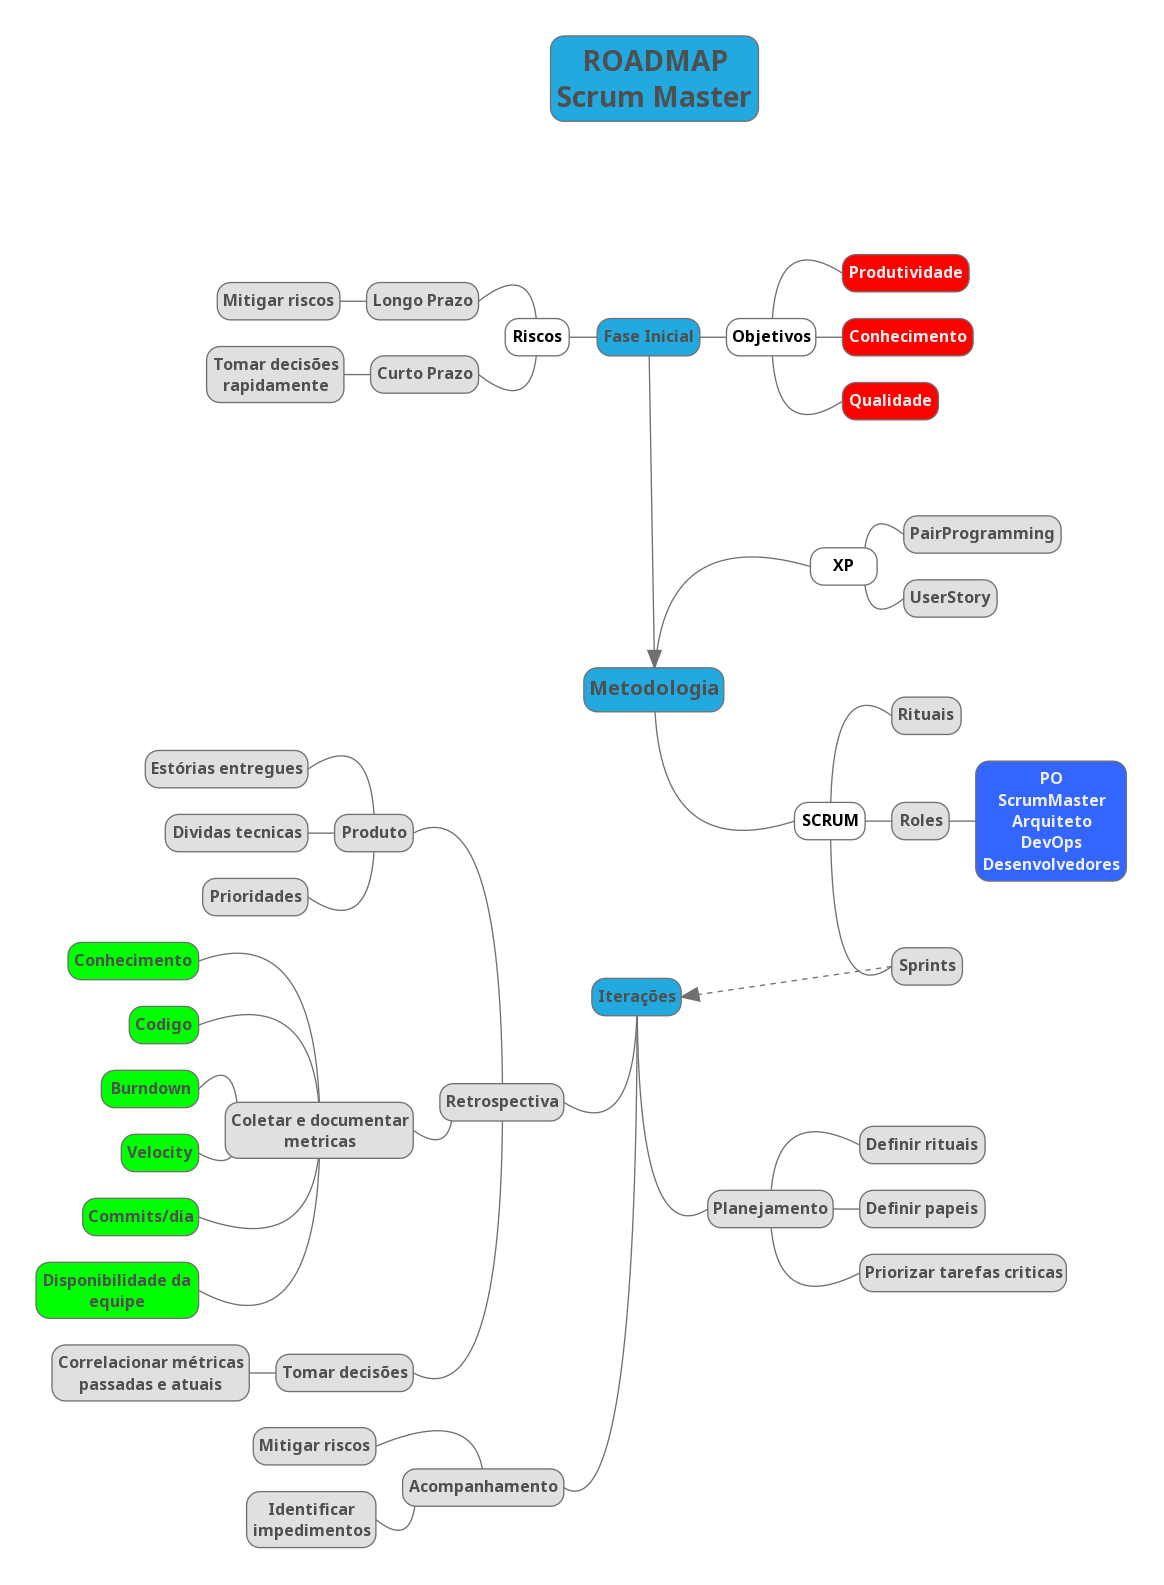 ROADMAP
Scrum Master
Mitigar riscos
Longo Prazo
Tomar decisões
rapidamente
Curto Prazo
Riscos
Fase Inicial
Objetivos
Produtividade
Conhecimento
Qualidade
XP
PairProgramming
UserStory
Metodologia
SCRUM
Rituais
Roles
PO
ScrumMaster
Arquiteto
DevOps
Desenvolvedores
Sprints
Iterações
Estórias entregues
Dividas tecnicas
Prioridades
Produto
Conhecimento
Codigo
Burndown
Velocity
Commits/dia
Disponibilidade da
equipe
Coletar e documentar
metricas
Retrospectiva
Correlacionar métricas
passadas e atuais
Tomar decisões
Planejamento
Definir rituais
Definir papeis
Priorizar tarefas criticas
Mitigar riscos
Identificar
impedimentos
Acompanhamento